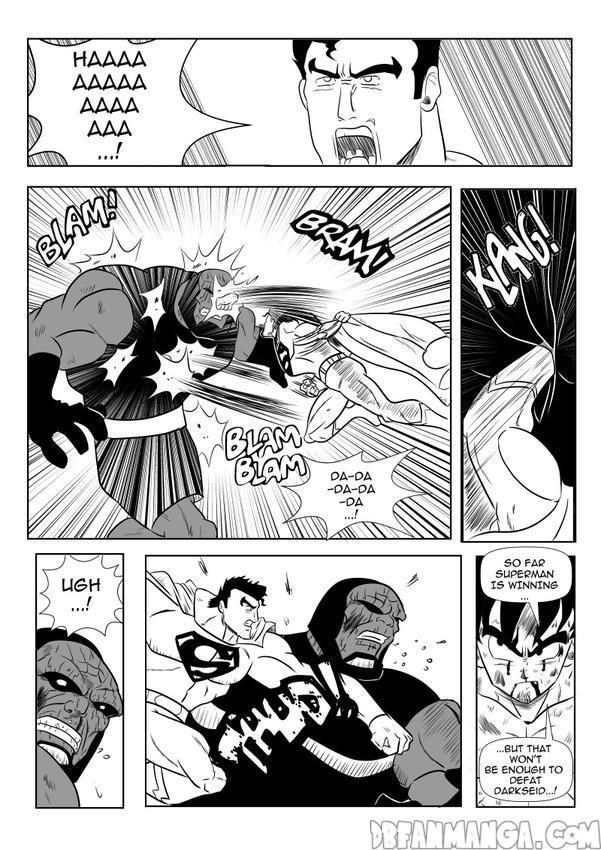 HAAAA
AAAAA
AAAA
AAA
...!
BLAM!
BRAM!
BLAM
BLAM
DA-DA
-DA-DA
-DA
...!
KLANG!
UGH
...!
S
SO FAR
SUPERMAN
IS WINNING
...
...BUT THAT
WON'T
BE ENOUGH TO
DEFAT
DARKSEID...!
DBFANMANGA.COM